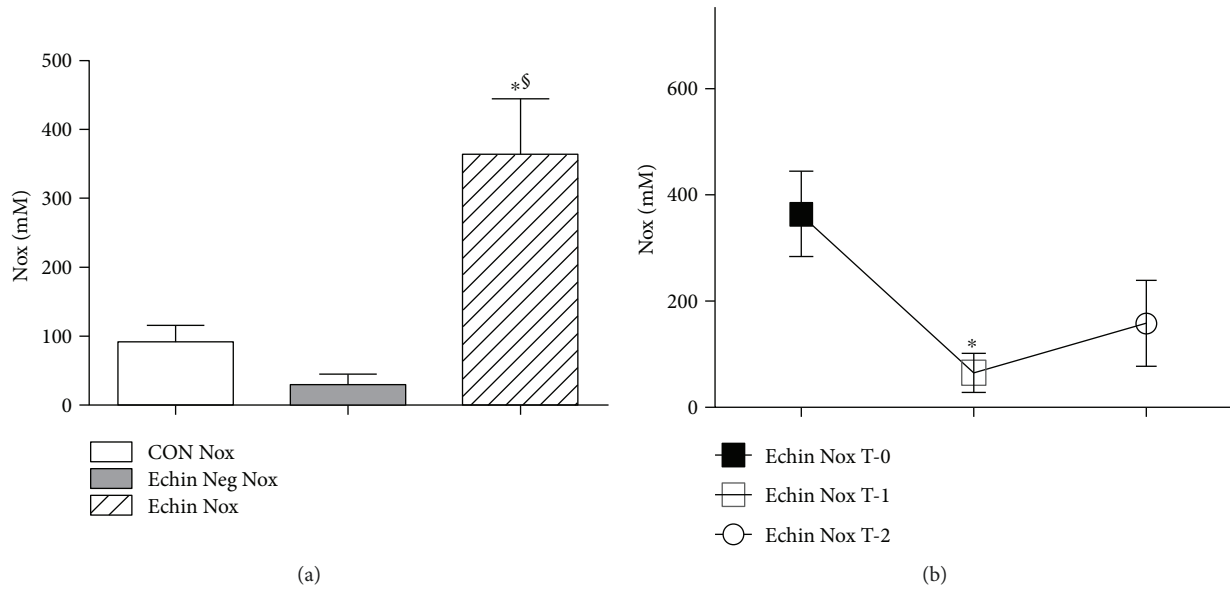 500
400
300
200
100
0
Nox (mM)
*§
CON Nox
Echin Neg Nox
Echin Nox
(a)
600
400
200
0
Nox (mM)
*
Echin Nox T-0
Echin Nox T-1
Echin Nox T-2
(b)